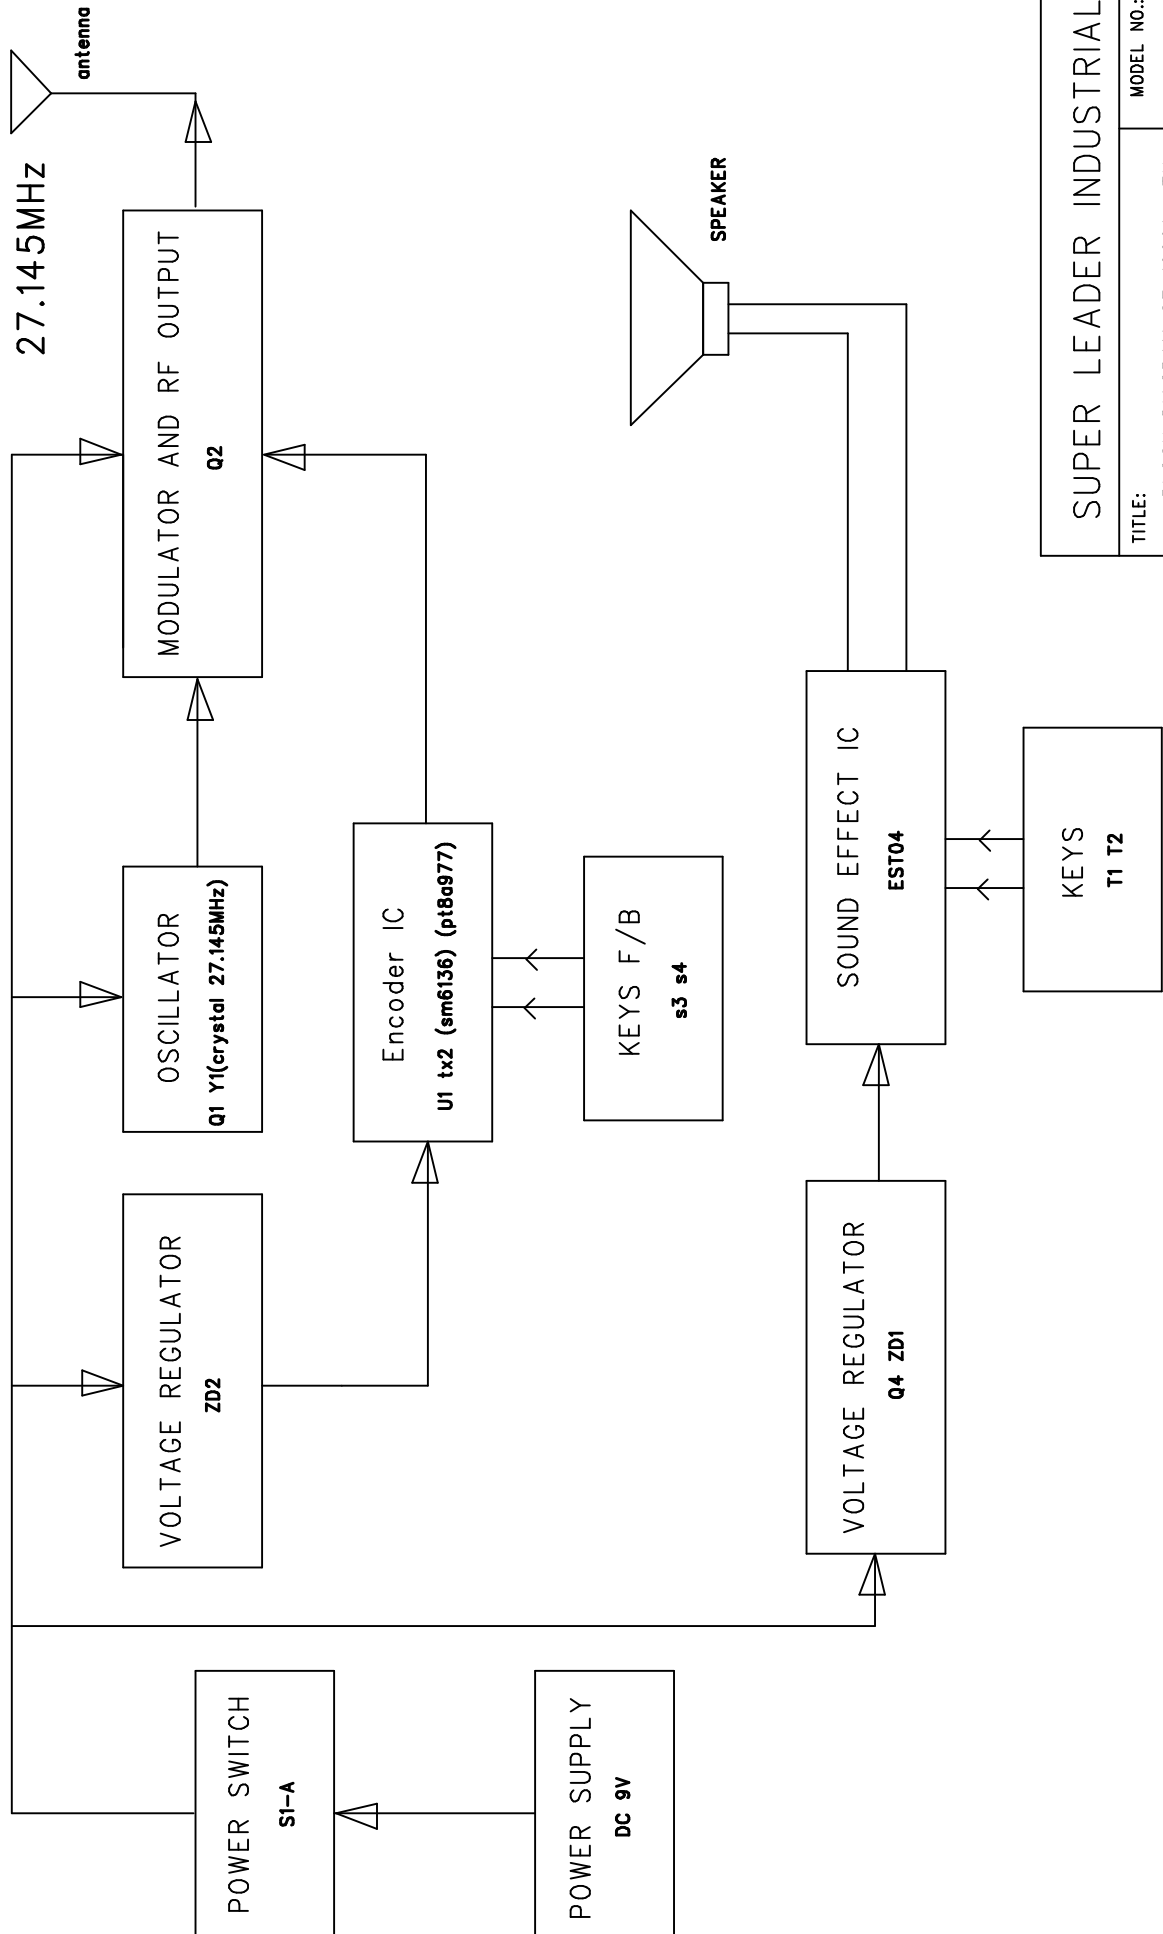 27.145MHz
antenna
POWER SWITCH
S1-A
POWER SUPPLY
DC 9V
VOLTAGE REGULATOR
ZD2
OSCILLATOR
Q1 Y1(crystal 27.145MHz)
MODULATOR AND RF OUTPUT
Q2
Encoder IC
U1 tx2 (sm6136) (pt8a977)
KEYS F/B
s3 s4
SPEAKER
VOLTAGE REGULATOR
Q4 ZD1
SOUND EFFECT IC
EST04
KEYS
T1 T2
SUPER LEADER INDUSTRIAL
TITLE:
MODEL NO.: